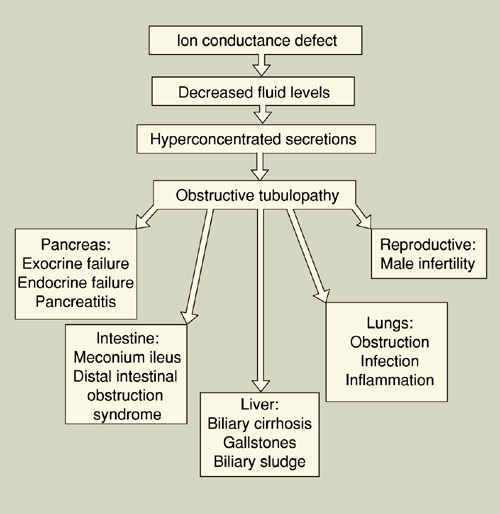 Ion conductance defect
Decreased fluid levels
Hyperconcentrated secretions
Obstructive tubulopathy
Pancreas:
Exocrine failure
Endocrine failure
Pancreatitis
Reproductive:
Male infertility
Intestine:
Meconium ileus
Distal intestinal
obstruction
syndrome
Lungs:
Obstruction
Infection
Inflammation
Liver:
Biliary cirrhosis
Gallstones
Biliary sludge